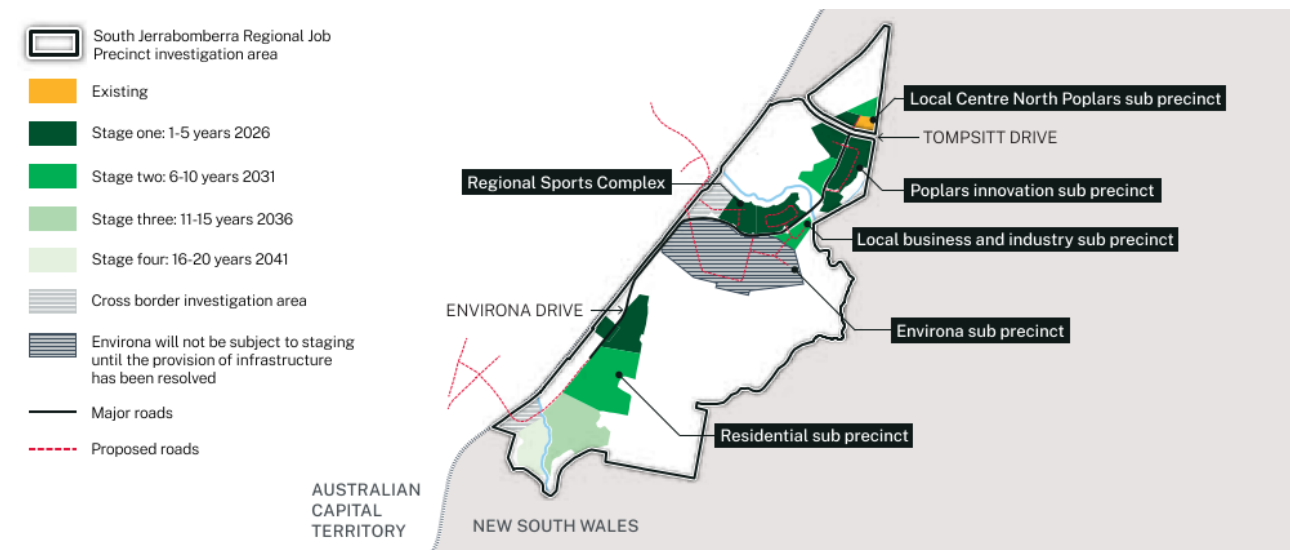 South Jerrabomberra Regional Job
Precinct investigation area
Existing
Stage one: 1-5 years 2026
Stage two: 6-10 years 2031
Stage three: 11-15 years 2036
Stage four: 16-20 years 2041
Cross border investigation area
Environa will not be subject to staging
until the provision of infrastructure
has been resolved
Major roads
Proposed roads
Local Centre North Poplars sub precinct
TOMPSITT DRIVE
Regional Sports Complex
Poplars innovation sub precinct
Local business and industry sub precinct
ENVIRONA DRIVE
Environa sub precinct
Residential sub precinct
AUSTRALIAN
CAPITAL
TERRITORY
NEW SOUTH WALES